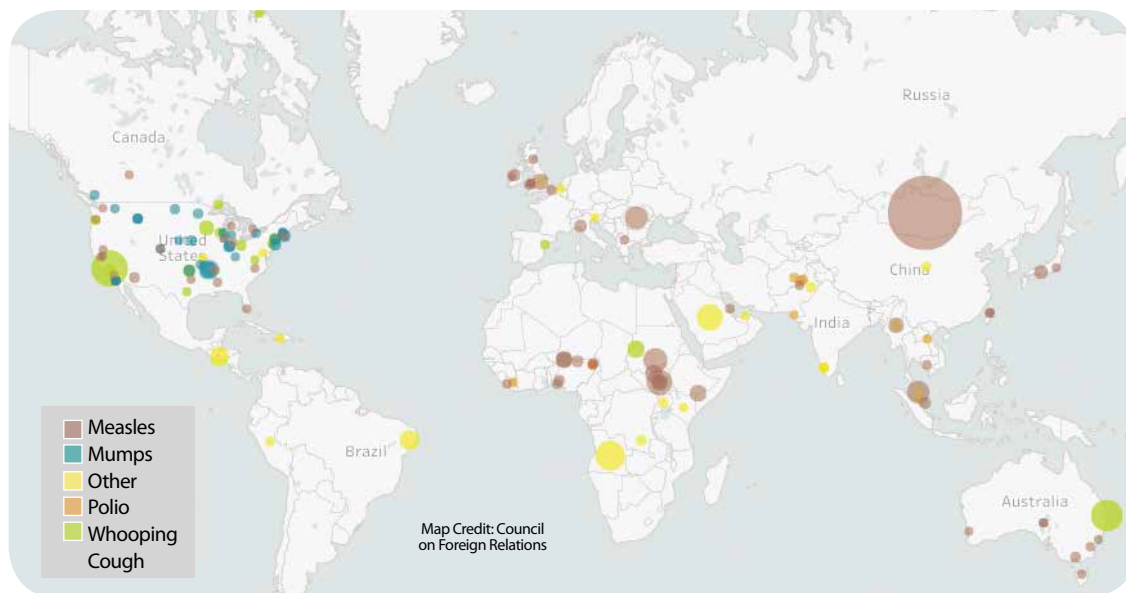 Russia
Canada
United
States
China
India
Brazil
Australia
Measles
Mumps
Other
Polio
Whooping
Cough
Map Credit: Council
on Foreign Relations